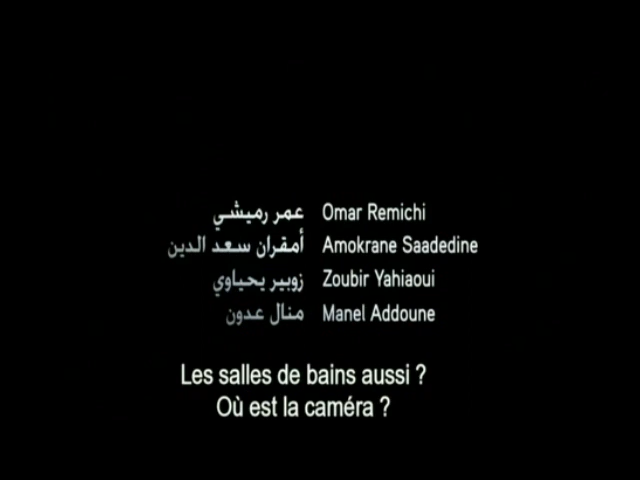 عمر رميشي Omar Remichi
أمقران سعد الدين Amokrane Saadedine
زوبير يحياوي Zoubir Yahiaoui
منال عدون Manel Addoune
Les salles de bains aussi ?
Où est la caméra ?